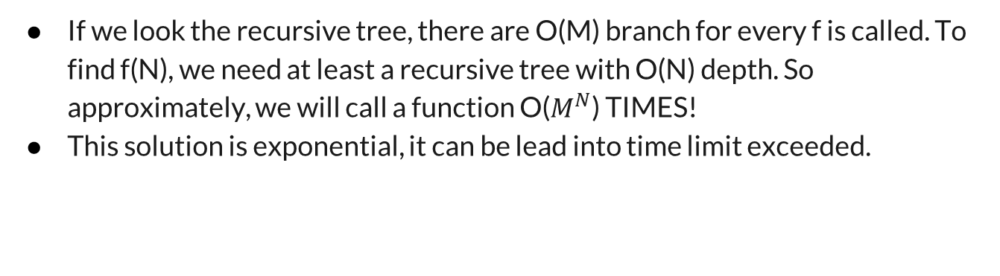 ● If we look the recursive tree, there are O(M) branch for every f is called. To
find f(N), we need at least a recursive tree with O(N) depth. So
approximately, we will call a function O(M^N) TIMES!
● This solution is exponential, it can be lead into time limit exceeded.